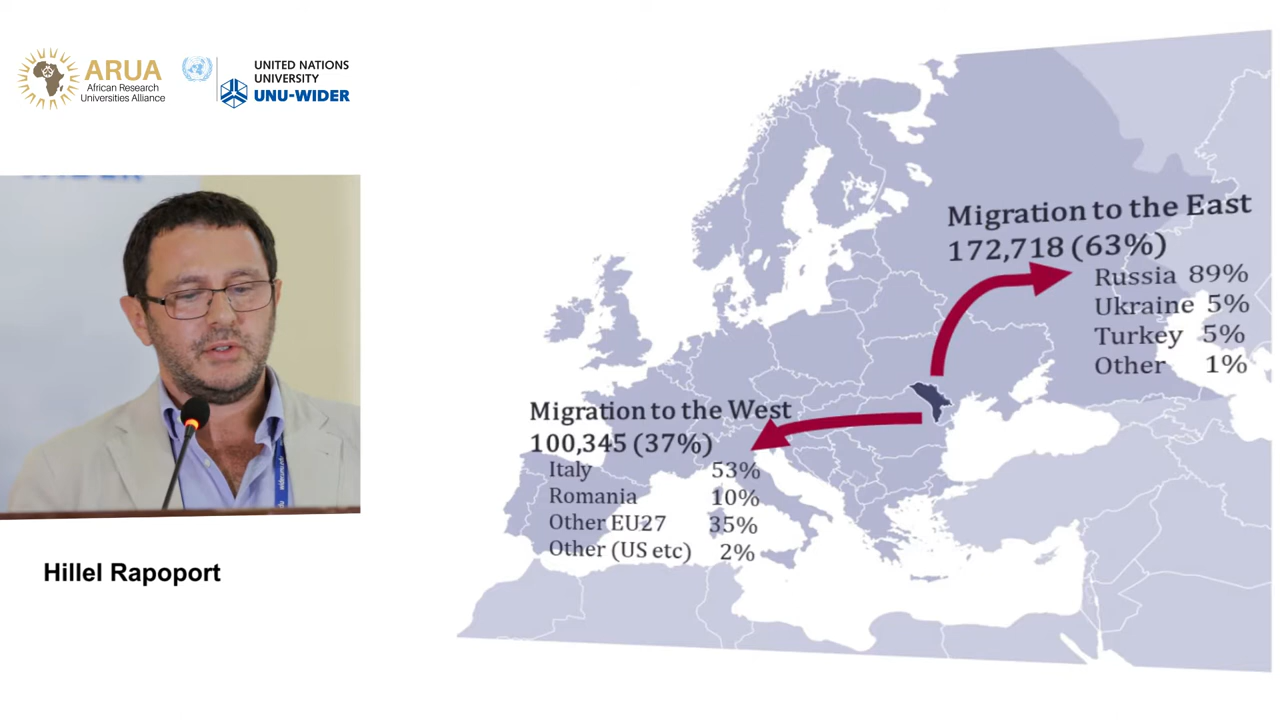 ARUA
African Research
Universities Alliance
UNITED NATIONS
UNIVERSITY
UNU-WIDER
Migration to the East
172,718 (63%)
Russia 89%
Ukraine 5%
Turkey 5%
Other 1%
Migration to the West
100,345 (37%)
Italy 53%
Romania 10%
Other EU27 35%
Other (US etc) 2%
Hillel Rapoport